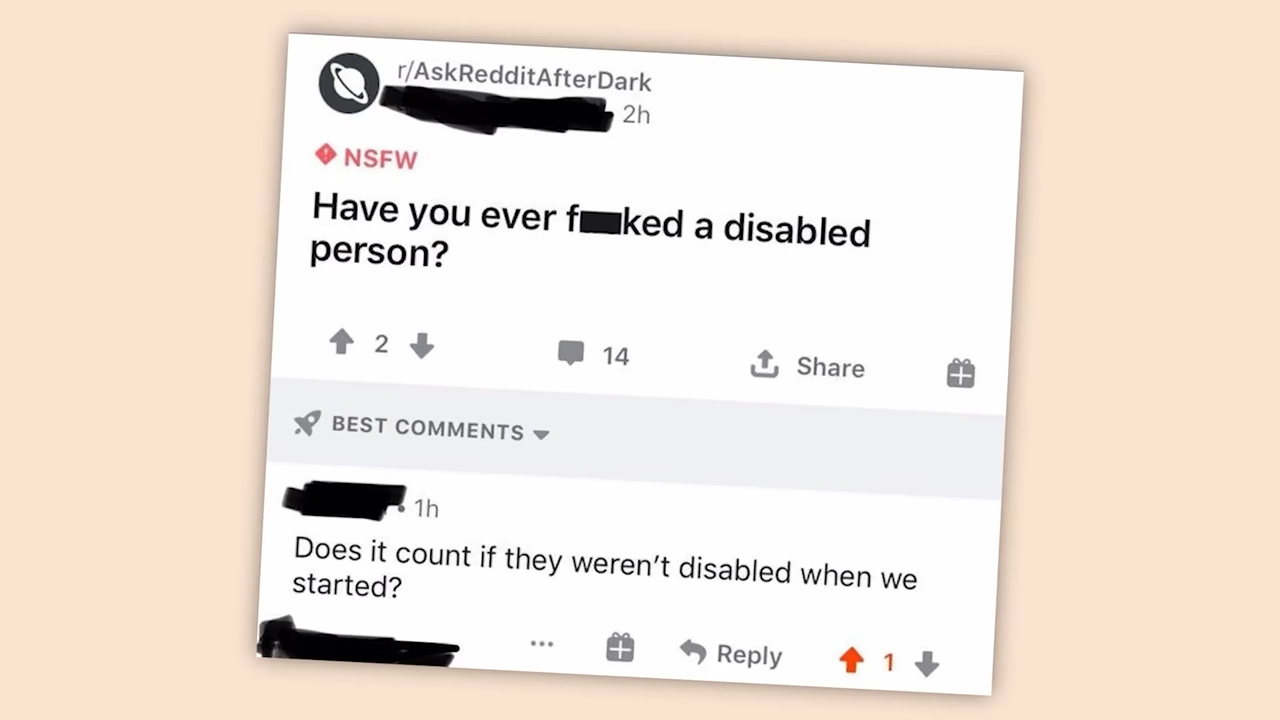 r/AskRedditAfterDark
2h
NSFW
Have you ever f ked a disabled
person?
2
14
Share
BEST COMMENTS
• 1h
Does it count if they weren't disabled when we
started?
... Reply 1